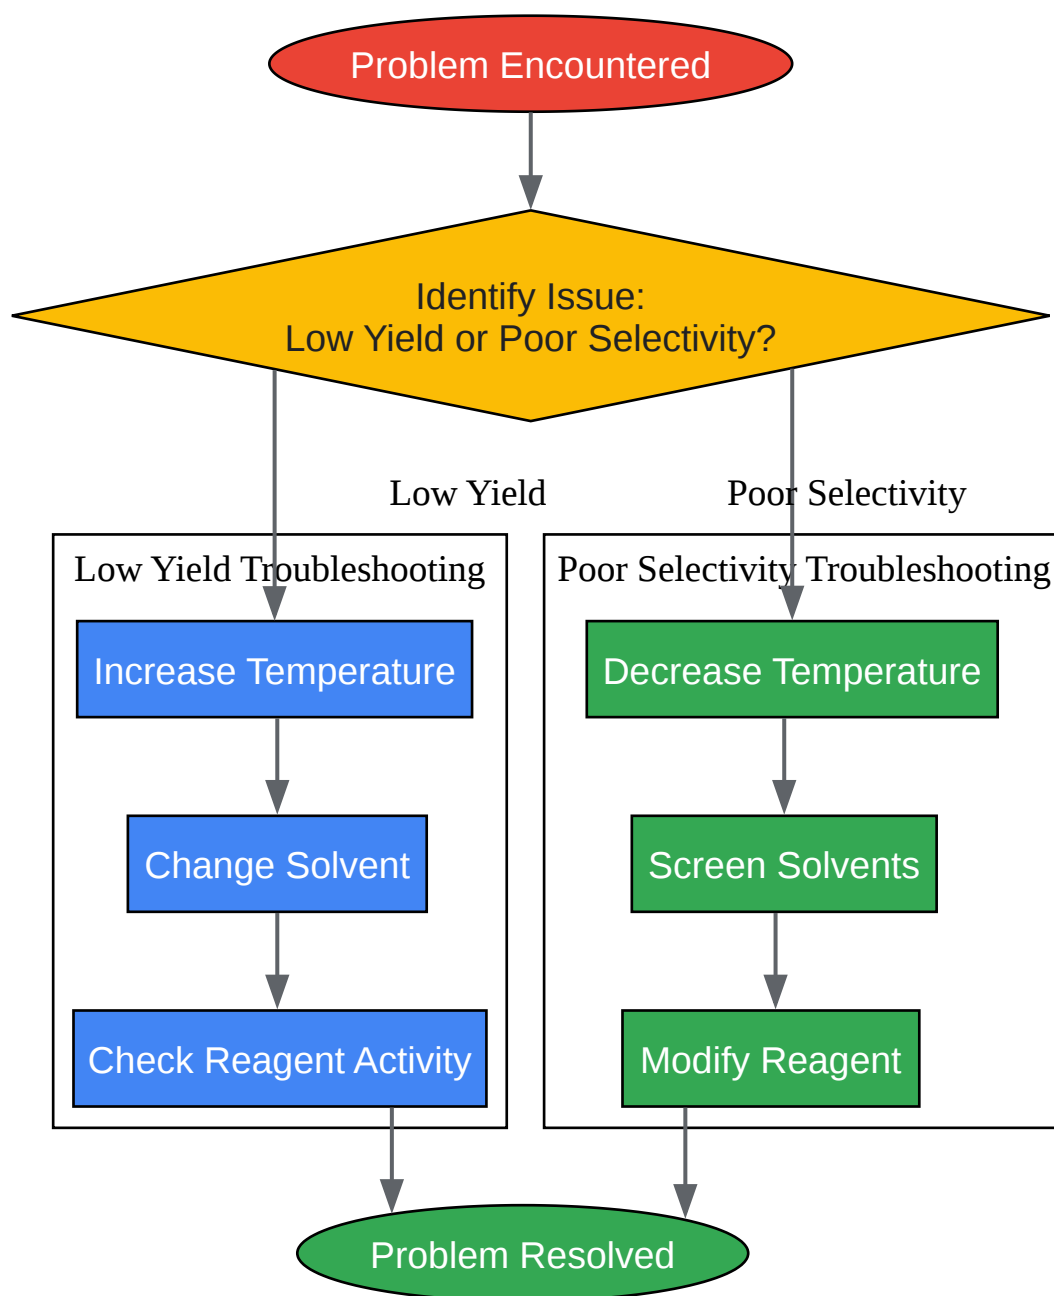 Problem Encountered
Identify Issue:
Low Yield or Poor Selectivity?
Low Yield
Poor Selectivity
Low Yield Troubleshooting
Poor Selectivity Troubleshooting
Increase Temperature
Decrease Temperature
Change Solvent
Screen Solvents
Check Reagent Activity
Modify Reagent
Problem Resolved